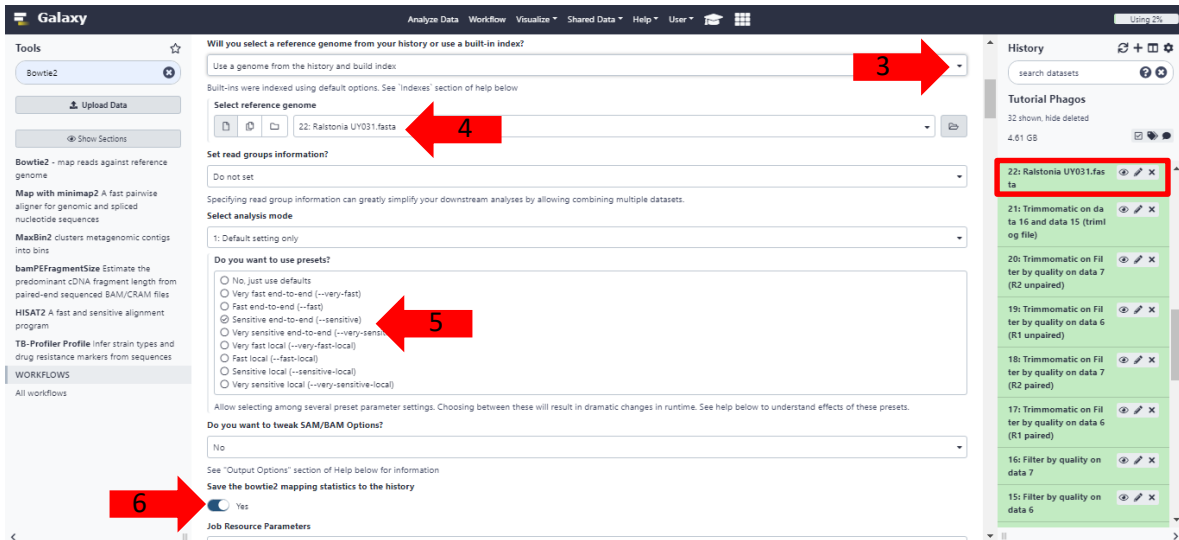 Galaxy
Analyze Data Workflow Visualize Shared Data Help User
Using 2%
Tools
Bowtie2
Upload Data
Show Sections
Bowtie2 - map reads against reference
genome
Map with minimap2 A fast pairwise
aligner for genomic and spliced
nucleotide sequences
MaxBin2 clusters metagenomic contigs
into bins
bamPEFragmentSize Estimate the
predominant cDNA fragment length from
paired-end sequenced BAM/CRAM files
HISAT2 A fast and sensitive alignment
program
TB-Profiler Profile Infer strain types and
drug resistance markers from sequences
WORKFLOWS
All workflows
Will you select a reference genome from your history or use a built-in index?
Use a genome from the history and build index
3
Built-ins were indexed using default options. See `Indexes` section of help below
Select reference genome
22: Ralstonia UY031.fasta
4
Set read groups information?
Do not set
Specifying read group information can greatly simplify your downstream analyses by allowing combining multiple datasets.
Select analysis mode
1: Default setting only
Do you want to use presets?
No, just use defaults
Very fast end-to-end (--very-fast)
Fast end-to-end (--fast)
Sensitive end-to-end (--sensitive)
5
Very sensitive end-to-end (--very-sensit
Very fast local (--very-fast-local)
Fast local (--fast-local)
Sensitive local (--sensitive-local)
Very sensitive local (--very-sensitive-local)
Allow selecting among several preset parameter settings. Choosing between these will result in dramatic changes in runtime. See help below to understand effects of these presets.
Do you want to tweak SAM/BAM Options?
No
See "Output Options" section of Help below for information
Save the bowtie2 mapping statistics to the history
6
Yes
Job Resource Parameters
History
search datasets
Tutorial Phagos
32 shown, hide deleted
4.61 GB
22: Ralstonia UY031.fas
ta
21: Trimmomatic on da
ta 16 and data 15 (triml
og file)
20: Trimmomatic on Fil
ter by quality on data 7
(R2 unpaired)
19: Trimmomatic on Fil
ter by quality on data 6
(R1 unpaired)
18: Trimmomatic on Fil
ter by quality on data 7
(R2 paired)
17: Trimmomatic on Fil
ter by quality on data 6
(R1 paired)
16: Filter by quality on
data 7
15: Filter by quality on
data 6